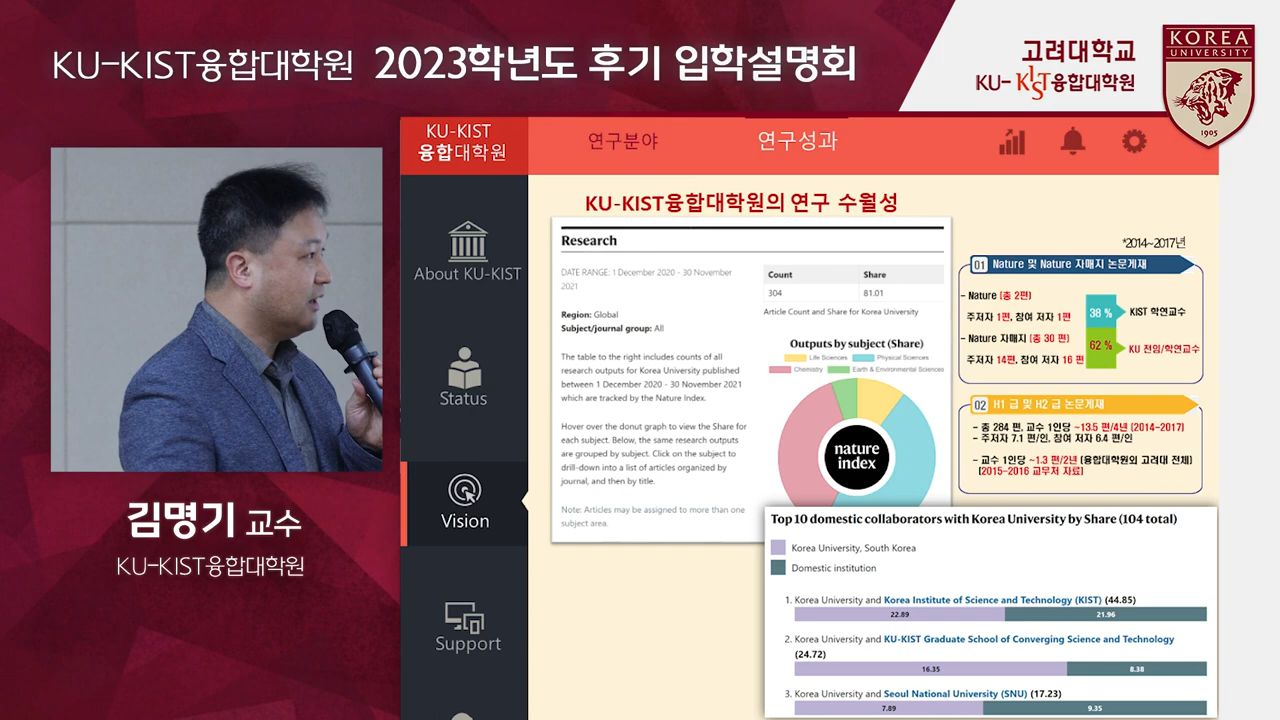 KU-KIST융합대학원 2023학년도 후기 입학설명회
고려대학교
KU-KIST융합대학원
KOREA
UNIVERSITY
1905
김명기 교수
KU-KIST융합대학원
KU-KIST
융합대학원
연구분야
연구성과
About KU-KIST
Status
Vision
Support
KU-KIST융합대학원의 연구 수월성
Research
DATE RANGE: 1 December 2020 - 30 November
2021
Region: Global
Subject/journal group: All
The table to the right includes counts of all
research outputs for Korea University published
between 1 December 2020 - 30 November 2021
which are tracked by the Nature Index.
Hover over the donut graph to view the Share for
each subject. Below, the same research outputs
are grouped by subject. Click on the subject to
drill-down into a list of articles organized by
journal, and then by title.
Note: Articles may be assigned to more than one
subject area.
Count Share
304 81.01
Article Count and Share for Korea University
Outputs by subject (Share)
Life Sciences Physical Sciences
Chemistry Earth & Environmental Sciences
nature
index
*2014~2017년
01 Nature 및 Nature 자매지 논문게재
- Nature (총 2편)
주저자 1편, 참여 저자 1편
- Nature 자매지 (총 30 편)
주저자 14편, 참여 저자 16 편
38 % KIST 학연교수
62 % KU 전임/학연교수
02 H1 급 및 H2 급 논문게재
- 총 284 편, 교수 1인당 ~13.5 편/4년 (2014-2017)
- 주저자 7.1 편/인, 참여 저자 6.4 편/인
- 교수 1인당 ~1.3 편/2년 (융합대학원외 고려대 전체)
(2015-2016 교무처 자료)
Top 10 domestic collaborators with Korea University by Share (104 total)
Korea University, South Korea
Domestic institution
1. Korea University and Korea Institute of Science and Technology (KIST) (44.85)
22.89 21.96
2. Korea University and KU-KIST Graduate School of Converging Science and Technology
(24.72)
16.35 8.38
3. Korea University and Seoul National University (SNU) (17.23)
7.89 9.35